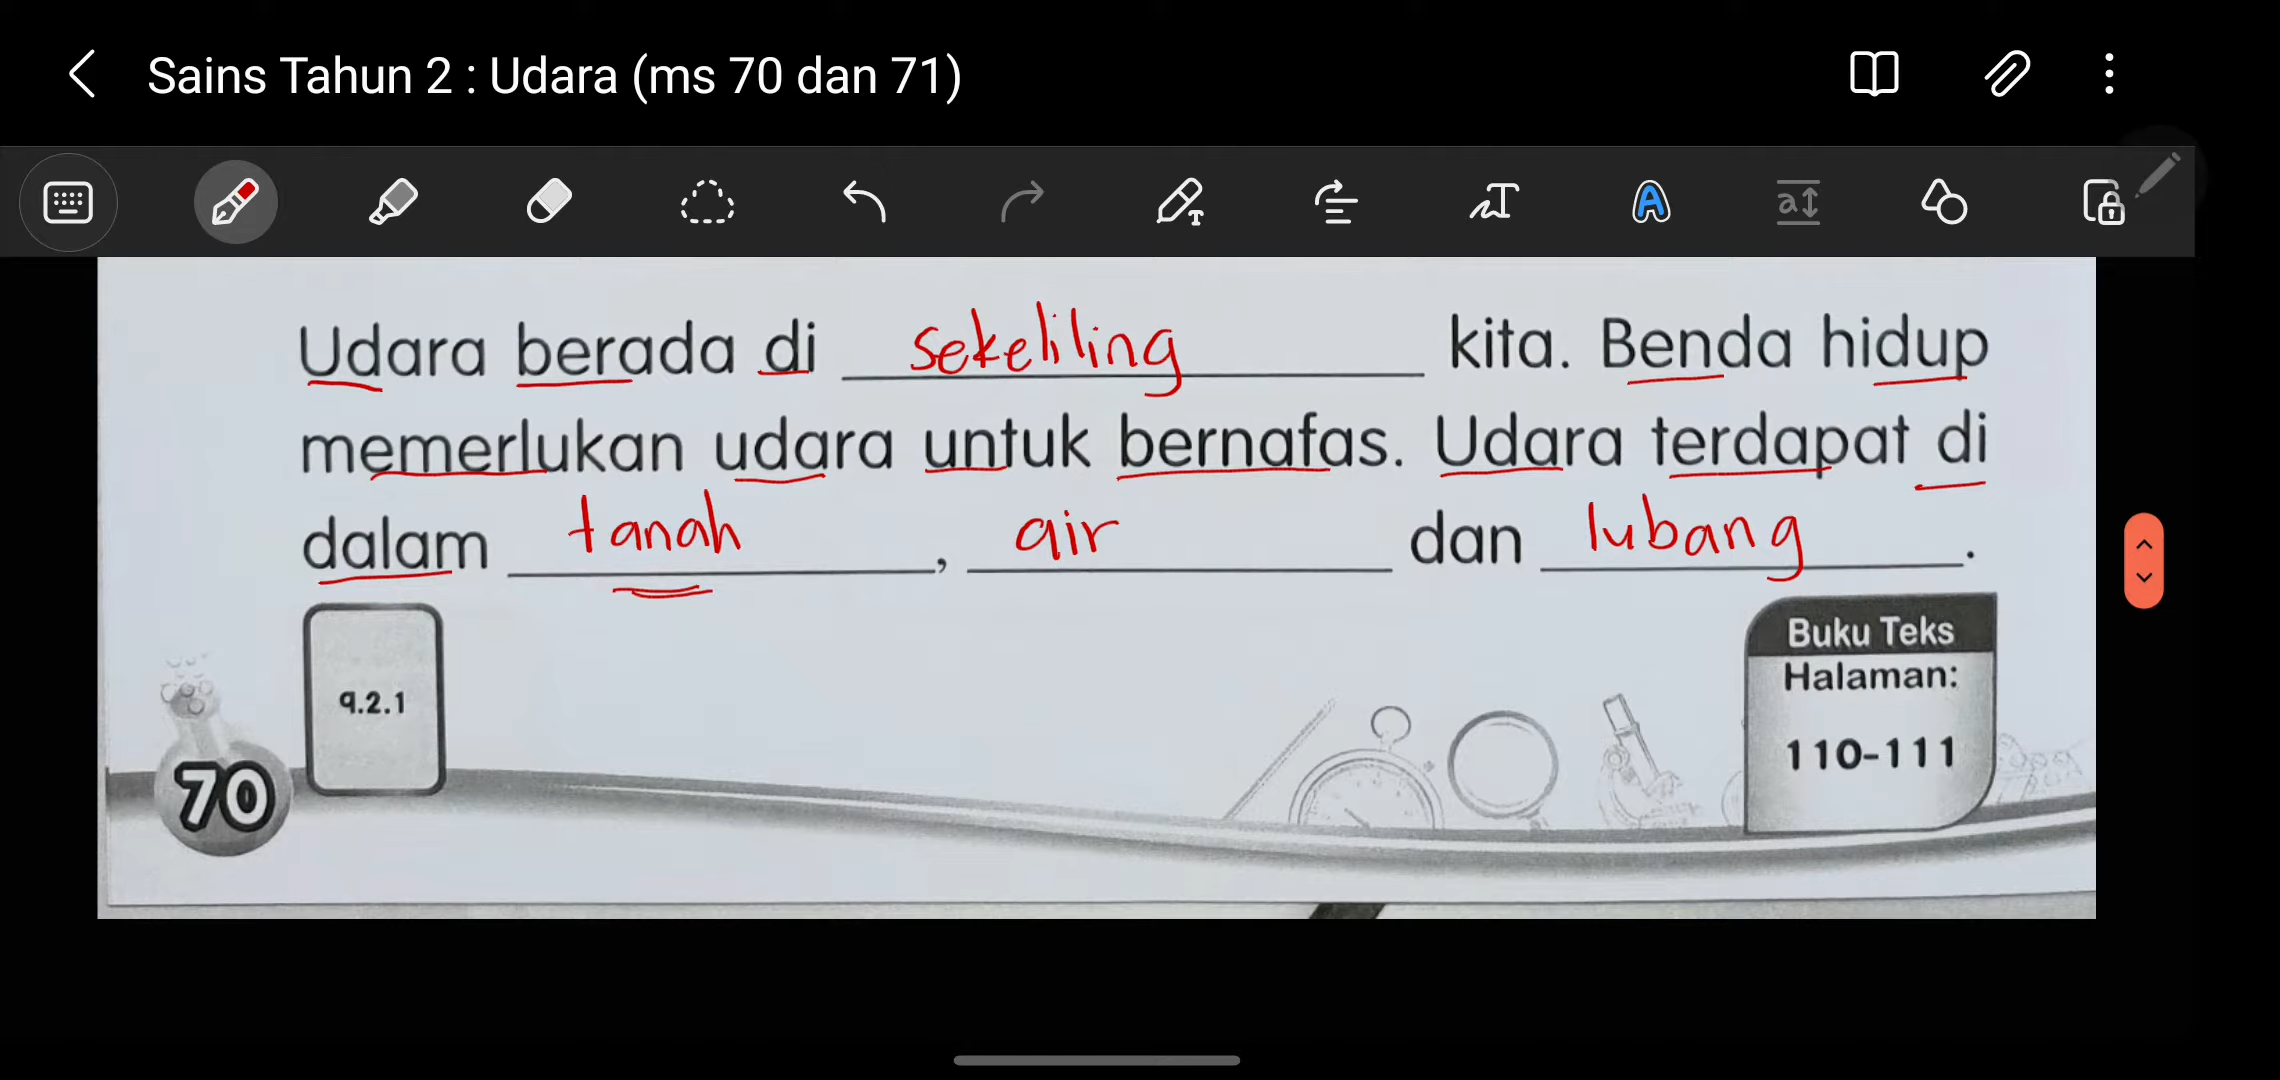 Sains Tahun 2 : Udara (ms 70 dan 71)
Udara berada di sekeliling kita. Benda hidup
memerlukan udara untuk bernafas. Udara terdapat di
dalam tanah, air dan lubang.
9.2.1
70
Buku Teks
Halaman:
110-111